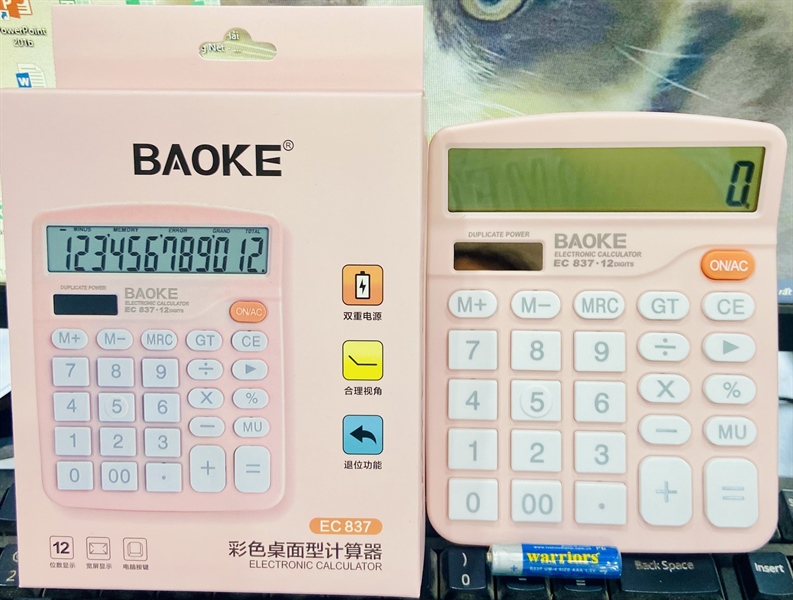 PowerPoint
2016
BAOKE®
MINUS MEMORY ERROR GRAND TOTAL
123'456'789'012.
DUPLICATE POWER
BAOKE
ELECTRONIC CALCULATOR
EC 837·12DIGITS
ON/AC
M+ M− MRC GT CE
7 8 9 ÷ ▶
4 5 6 X %
1 2 3 − MU
0 00 · + =
双重电源
合理视角
退位功能
EC 837
彩色桌面型计算器
ELECTRONIC CALCULATOR
12
位数显示 宽屏显示 电脑按键
0.
DUPLICATE POWER
BAOKE
ELECTRONIC CALCULATOR
EC 837·12DIGITS
ON/AC
M+ M− MRC GT CE
7 8 9 ÷ ▶
4 5 6 X %
1 2 3 − MU
0 00 · + =
warriors
)
0
Back Space
Insert